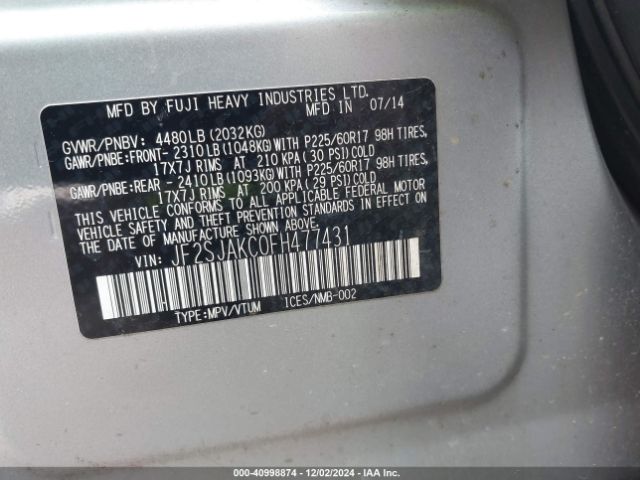 MFD BY FUJI HEAVY INDUSTRIES LTD.
MFD IN 07/14
GVWR/PNBV: 4480LB(2032KG)
GAWR/PNBE:FRONT- 2310LB(1048KG)WITH P225/60R17 98H TIRES,
17X7J RIMS AT 210 KPA(30 PSI)COLD
GAWR/PNBE:REAR - 2410LB(1093KG)WITH P225/60R17 98H TIRES,
17X7J RIMS AT 200 KPA(29 PSI)COLD
THIS VEHICLE CONFORMS TO ALL APPLICABLE FEDERAL MOTOR
VEHICLE SAFETY AND THEFT PREVENTION STANDARDS IN EFFECT ON
THE DATE OF MANUFACTURE SHOWN ABOVE.
VIN: JF2SJAKC0FH477431
TYPE:MPV/VTUM ICES/NMB-002
000-40998874 | 12/02/2024 - IAA Inc.